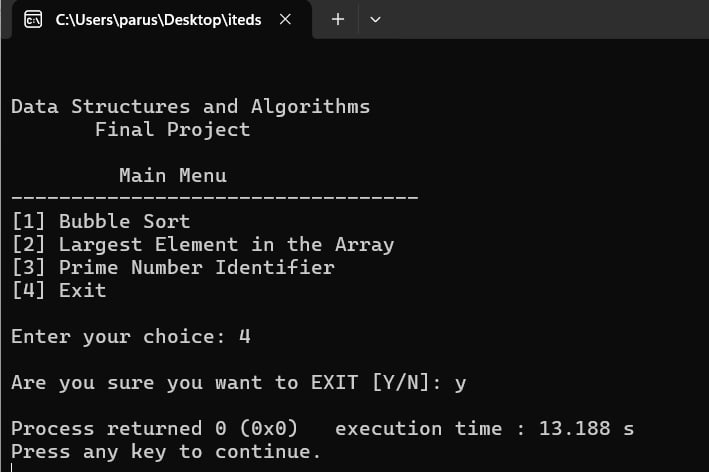 C:\Users\parus\Desktop\iteds
Data Structures and Algorithms
Final Project
Main Menu
----------------------------------
[1] Bubble Sort
[2] Largest Element in the Array
[3] Prime Number Identifier
[4] Exit
Enter your choice: 4
Are you sure you want to EXIT [Y/N]: y
Process returned 0 (0x0)   execution time : 13.188 s
Press any key to continue.